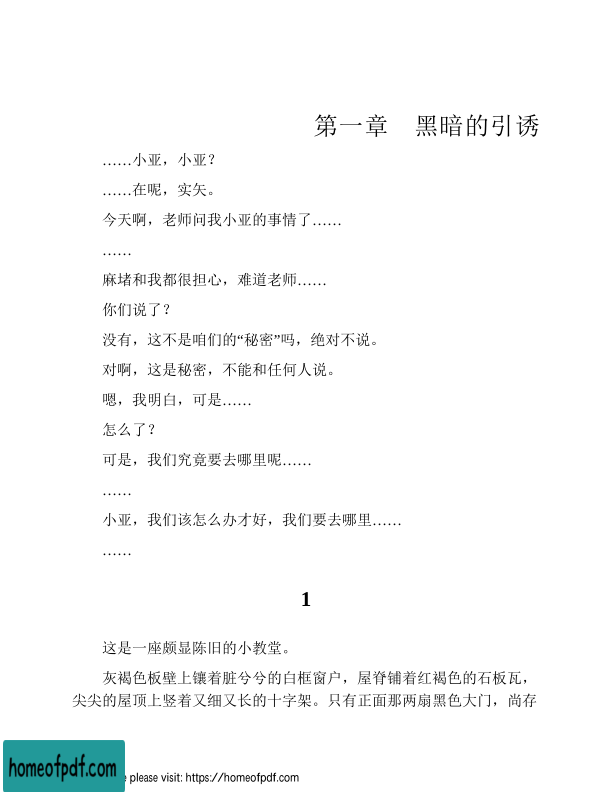 第一章 黑暗的引诱
……小亚，小亚？
……在呢，实矢。
今天啊，老师问我小亚的事情了……
……
麻堵和我都很担心，难道老师……
你们说了？
没有，这不是咱们的“秘密”吗，绝对不说。
对啊，这是秘密，不能和任何人说。
嗯，我明白，可是……
怎么了？
可是，我们究竟要去哪里呢……
……
小亚，我们该怎么办才好，我们要去哪里……
……
1
这是一座颇显陈旧的小教堂。
灰褐色板壁上镶着脏兮兮的白框窗户，屋脊铺着红褐色的石板瓦，
尖尖的屋顶上竖着又细又长的十字架。只有正面那两扇黑色大门，尚存
homeofpdf.com
e please visit: https://homeofpdf.com